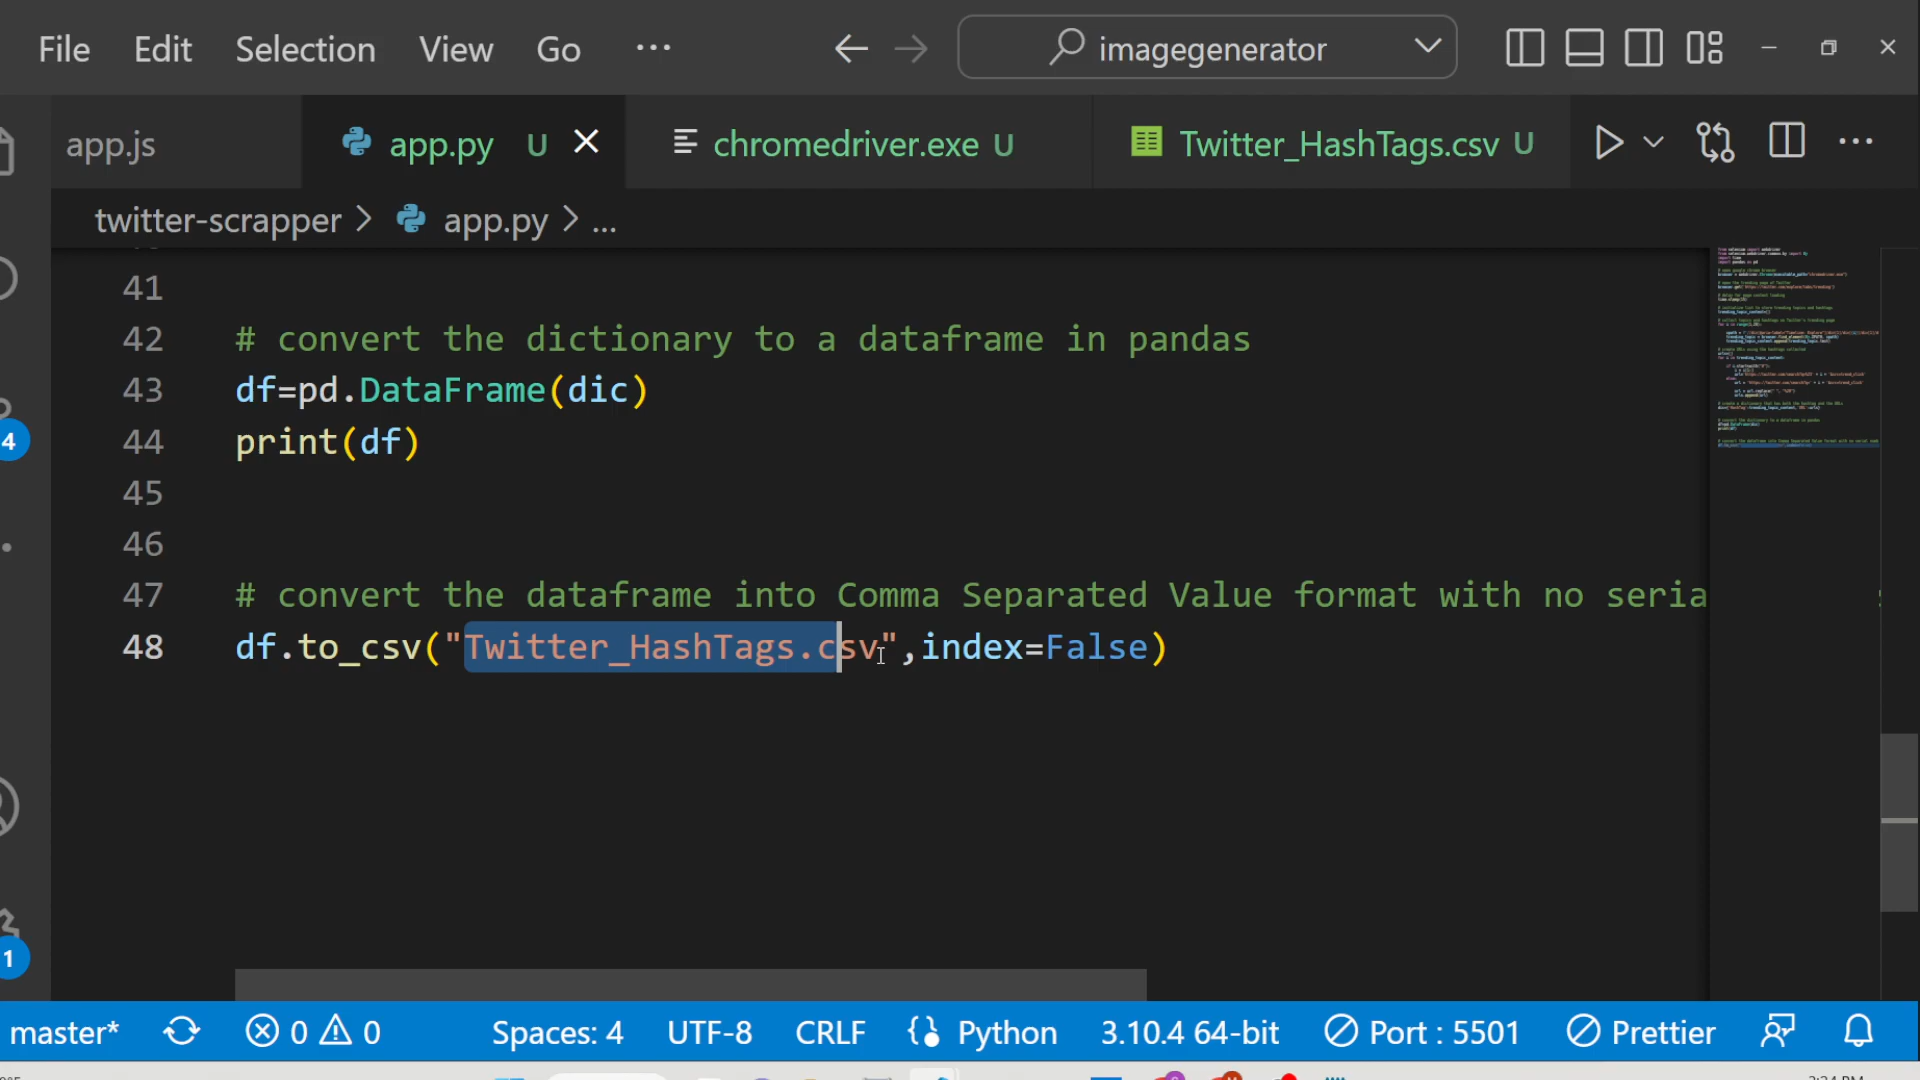 File Edit Selection View Go ··· imagegenerator
app.js app.py U chromedriver.exe U Twitter_HashTags.csv U
twitter-scrapper > app.py > ...
41
42 # convert the dictionary to a dataframe in pandas
43 df=pd.DataFrame(dic)
44 print(df)
45
46
47 # convert the dataframe into Comma Separated Value format with no seria
48 df.to_csv("Twitter_HashTags.csv",index=False)
4
1
master* 0 0 Spaces: 4 UTF-8 CRLF {} Python 3.10.4 64-bit Port : 5501 Prettier